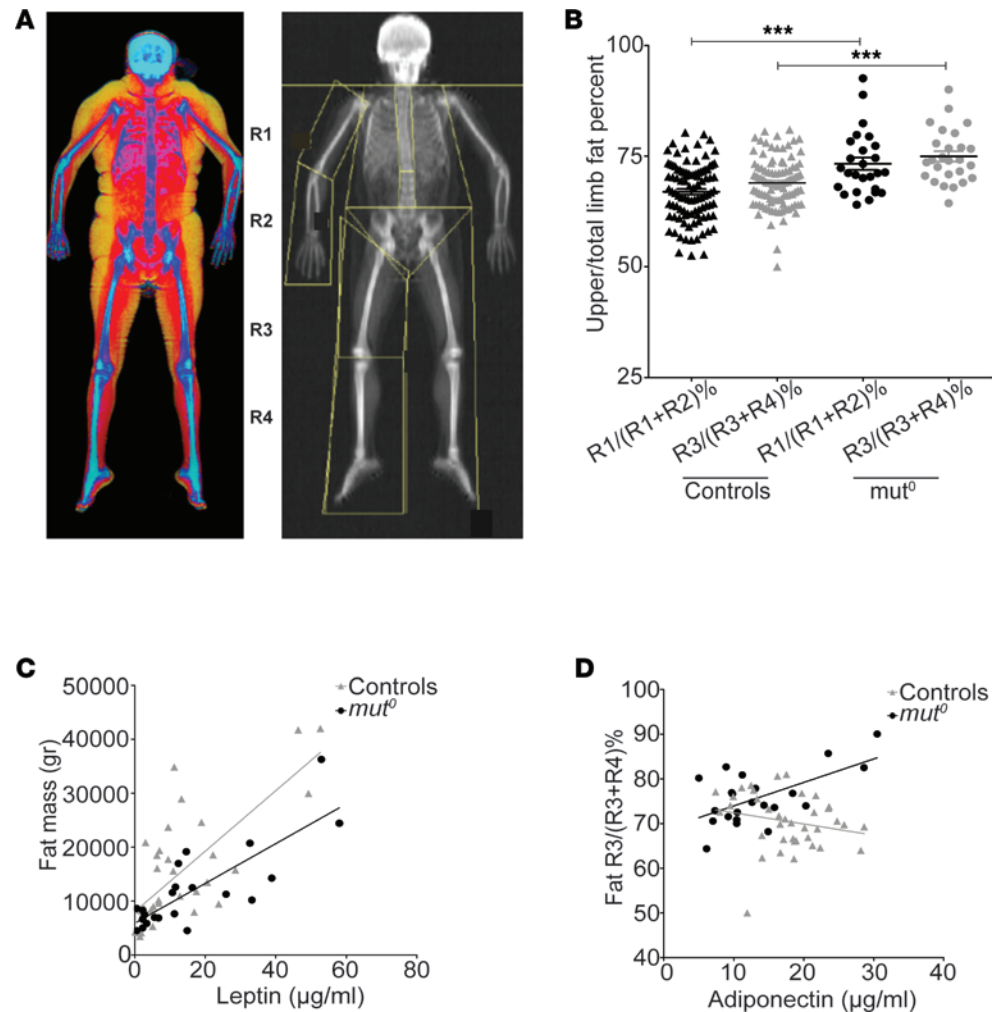 A
R1
R2
R3
R4
B
***
***
Upper/total limb fat percent
100
75
50
25
R1/(R1+R2)%
R3/(R3+R4)%
R1/(R1+R2)%
R3/(R3+R4)%
Controls
mut⁰
C
Controls
mut⁰
Fat mass (gr)
50000
40000
30000
20000
10000
0
0
20
40
60
80
Leptin (µg/ml)
D
Controls
mut⁰
Fat R3/(R3+R4)%
100
90
80
70
60
50
40
0
10
20
30
40
Adiponectin (µg/ml)